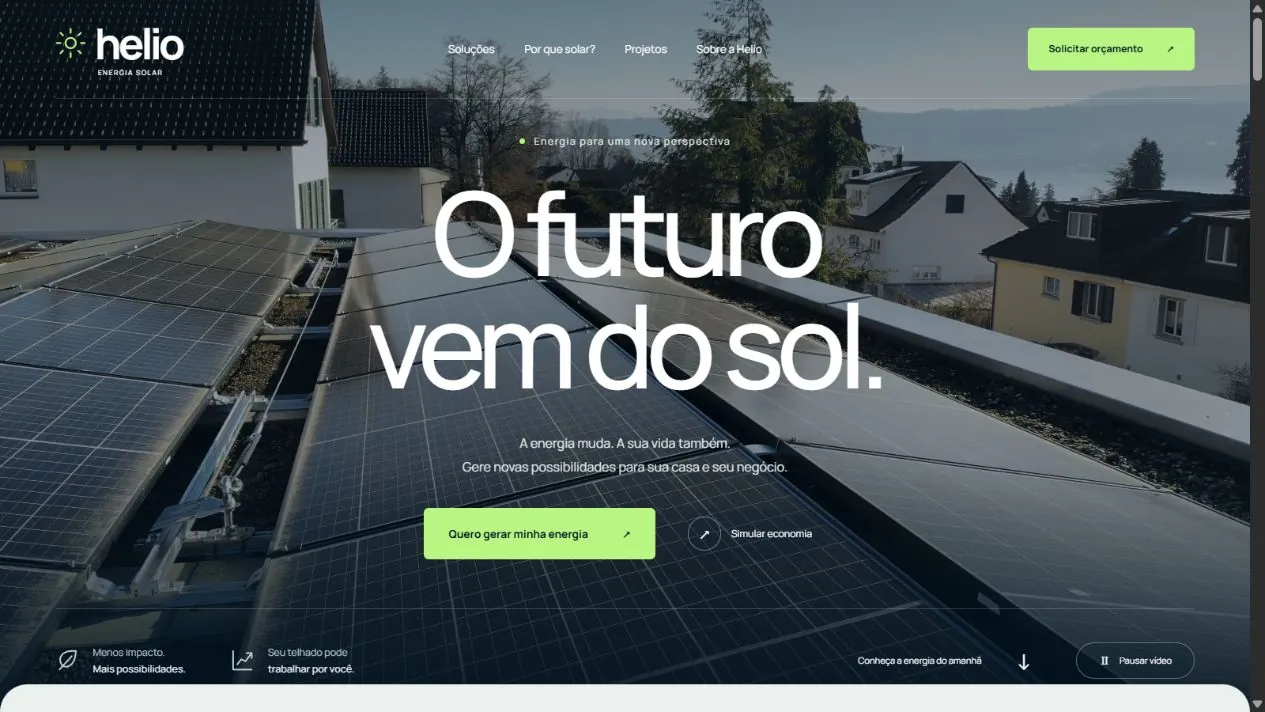 helio
ENERGIA SOLAR
Soluções
Por que solar?
Projetos
Sobre a Helio
Solicitar orçamento
Energia para uma nova perspectiva
O futuro
vem do sol.
A energia muda. A sua vida também.
Gere novas possibilidades para sua casa e seu negócio.
Quero gerar minha energia
Simular economia
Menos impacto.
Mais possibilidades.
Seu telhado pode
trabalhar por você.
Conheça a energia do amanhã
Pausar vídeo